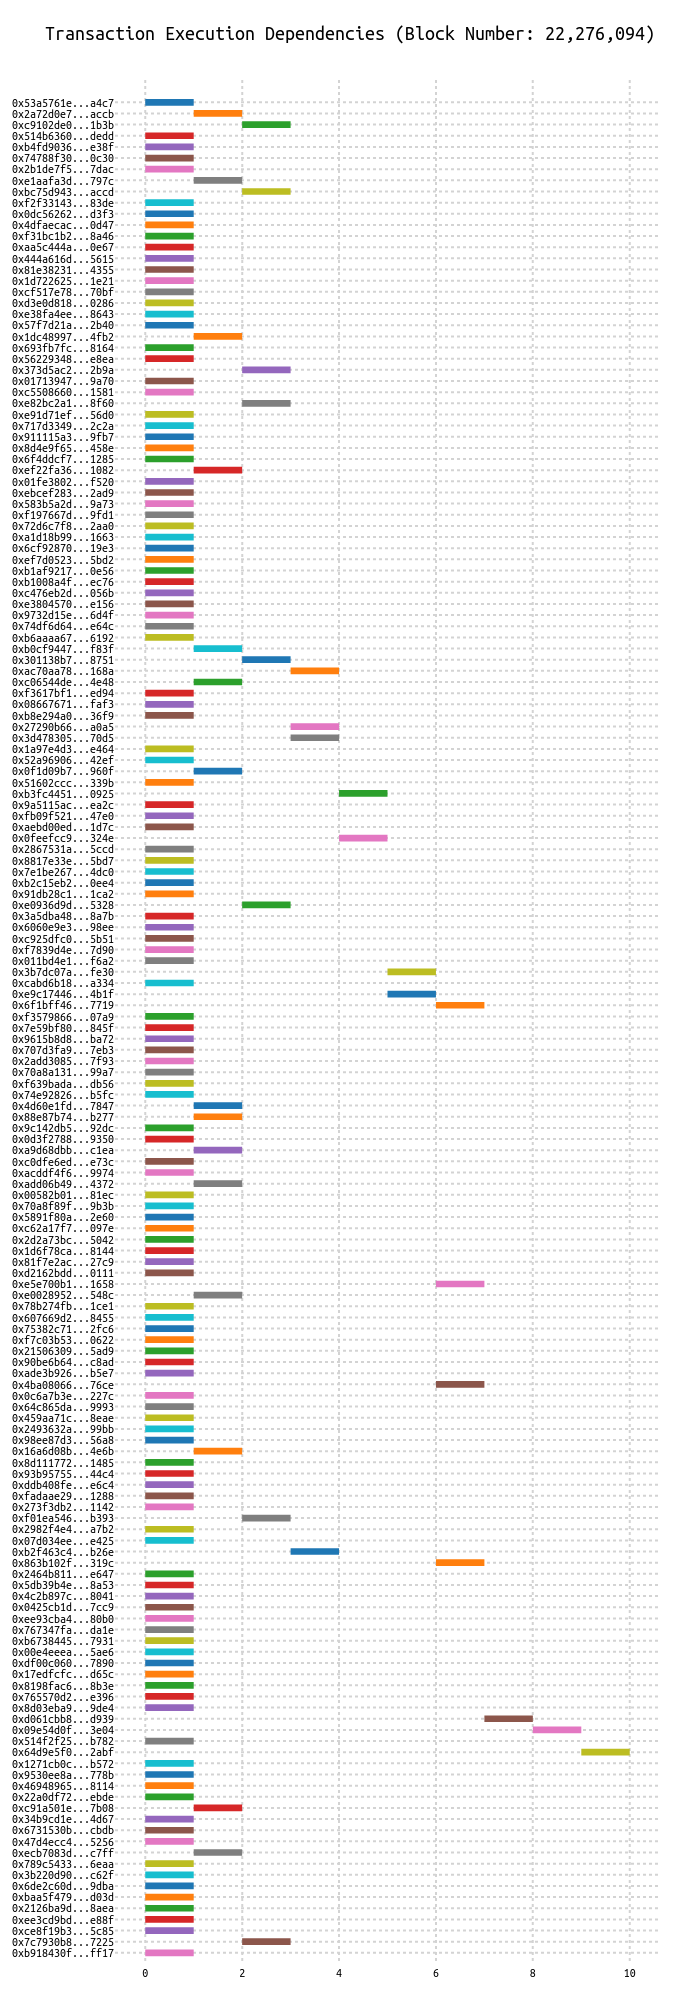 Transaction Execution Dependencies (Block Number: 22,276,094)
0x53a5761e...a4c7
0x2a72d0e7...accb
0xc9102de0...1b3b
0x514b6360...dedd
0xb4fd9036...e38f
0x74788f30...0c30
0x2b1de7f5...7dac
0xe1aafa3d...797c
0xbc75d943...accd
0xf2f33143...83de
0x0dc56262...d3f3
0x4dfaecac...0d47
0xf31bc1b2...8a46
0xaa5c444a...0e67
0x444a616d...5615
0x81e38231...4355
0x1d722625...1e21
0xcf517e78...70bf
0xd3e0d818...0286
0xe38fa4ee...8643
0x57f7d21a...2b40
0x1dc48997...4fb2
0x693fb7fc...8164
0x56229348...e8ea
0x373d5ac2...2b9a
0x01713947...9a70
0xc5508660...1581
0xe82bc2a1...8f60
0xe91d71ef...56d0
0x717d3349...2c2a
0x911115a3...9fb7
0x8d4e9f65...458e
0x6f4ddcf7...1285
0xef22fa36...1082
0x01fe3802...f520
0xebcef283...2ad9
0x583b5a2d...9a73
0xf197667d...9fd1
0x72d6c7f8...2aa0
0xa1d18b99...1663
0x6cf92870...19e3
0xef7d0523...5bd2
0xb1af9217...0e56
0xb1008a4f...ec76
0xc476eb2d...056b
0xe3804570...e156
0x9732d15e...6d4f
0x74df6d64...e64c
0xb6aaaa67...6192
0xb0cf9447...f83f
0x301138b7...8751
0xac70aa78...168a
0xc06544de...4e48
0xf3617bf1...ed94
0x08667671...faf3
0xb8e294a0...36f9
0x27290b66...a0a5
0x3d478305...70d5
0x1a97e4d3...e464
0x52a96906...42ef
0x0f1d09b7...960f
0x51602ccc...339b
0xb3fc4451...0925
0x9a5115ac...ea2c
0xfb09f521...47e0
0xaebd00ed...1d7c
0x0feefcc9...324e
0x2867531a...5ccd
0x8817e33e...5bd7
0x7e1be267...4dc0
0xb2c15eb2...0ee4
0x91db28c1...1ca2
0xe0936d9d...5328
0x3a5dba48...8a7b
0x6060e9e3...98ee
0xc925dfc0...5b51
0xf7839d4e...7d90
0x011bd4e1...f6a2
0x3b7dc07a...fe30
0xcabd6b18...a334
0xe9c17446...4b1f
0x6f1bff46...7719
0xf3579866...07a9
0x7e59bf80...845f
0x9615b8d8...ba72
0x707d3fa9...7eb3
0x2add3085...7f93
0x70a8a131...99a7
0xf639bada...db56
0x74e92826...b5fc
0x4d60e1fd...7847
0x88e87b74...b277
0x9c142db5...92dc
0x0d3f2788...9350
0xa9d68dbb...c1ea
0xc0dfe6ed...e73c
0xacddf4f6...9974
0xadd06b49...4372
0x00582b01...81ec
0x70a8f89f...9b3b
0x5891f80a...2e60
0xc62a17f7...097e
0x2d2a73bc...5042
0x1d6f78ca...8144
0x81f7e2ac...27c9
0xd2162bdd...0111
0xe5e700b1...1658
0xe0028952...548c
0x78b274fb...1ce1
0x607669d2...8455
0x75382c71...2fc6
0xf7c03b53...0622
0x21506309...5ad9
0x90be6b64...c8ad
0xade3b926...b5e7
0x4ba08066...76ce
0x0c6a7b3e...227c
0x64c865da...9993
0x459aa71c...8eae
0x2493632a...99bb
0x98ee87d3...56a8
0x16a6d08b...4e6b
0x8d111772...1485
0x93b95755...44c4
0xddb408fe...e6c4
0xfadaae29...1288
0x273f3db2...1142
0xf01ea546...b393
0x2982f4e4...a7b2
0x07d034ee...e425
0xb2f463c4...b26e
0x863b102f...319c
0x2464b811...e647
0x5db39b4e...8a53
0x4c2b897c...8041
0x0425cb1d...7cc9
0xee93cba4...80b0
0x767347fa...da1e
0xb6738445...7931
0x00e4eeea...5ae6
0xdf00c060...7890
0x17edfcfc...d65c
0x8198fac6...8b3e
0x765570d2...e396
0x8d03eba9...9de4
0xd061cbb8...d939
0x09e54d0f...3e04
0x514f2f25...b782
0x64d9e5f0...2abf
0x1271cb0c...b572
0x9530ee8a...778b
0x46948965...8114
0x22a0df72...ebde
0xc91a501e...7b08
0x34b9cd1e...4d67
0x6731530b...cbdb
0x47d4ecc4...5256
0xecb7083d...c7ff
0x789c5433...6eaa
0x3b220d90...c62f
0x6de2c60d...9dba
0xbaa5f479...d03d
0x2126ba9d...8aea
0xee3cd9bd...e88f
0xce8f19b3...5c85
0x7c7930b8...7225
0xb918430f...ff17
0 2 4 6 8 10